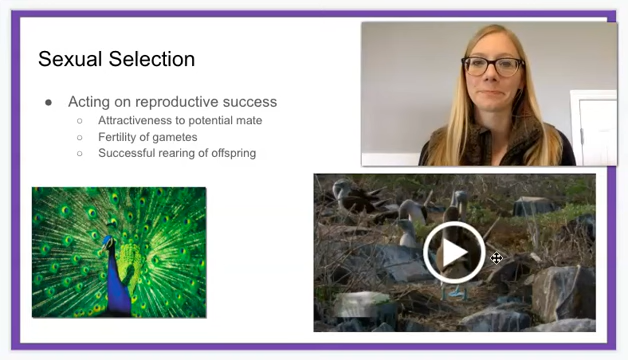 Sexual Selection
● Acting on reproductive success
○ Attractiveness to potential mate
○ Fertility of gametes
○ Successful rearing of offspring